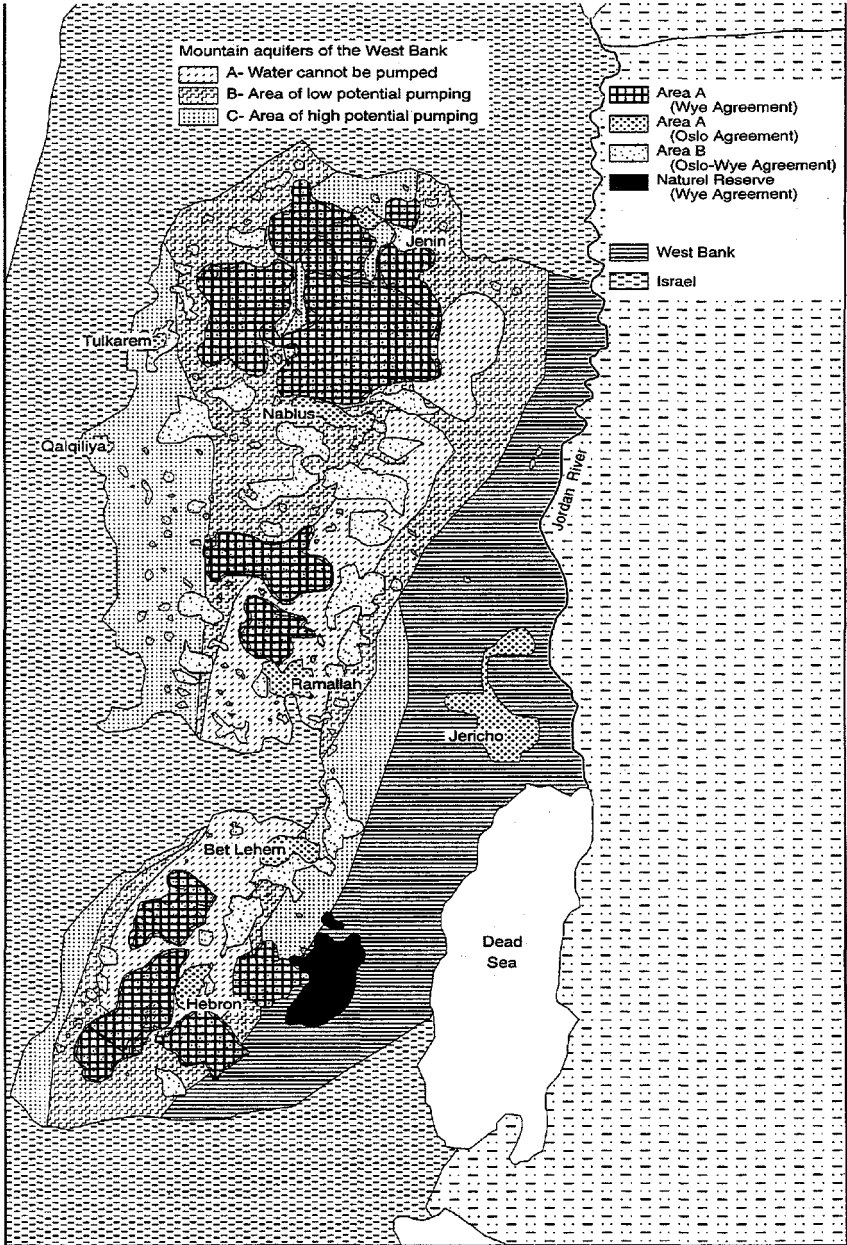 Mountain aquifers of the West Bank
A- Water cannot be pumped
B- Area of low potential pumping
C- Area of high potential pumping
Area A
(Wye Agreement)
Area A
(Oslo Agreement)
Area B
(Oslo-Wye Agreement)
Naturel Reserve
(Wye Agreement)
West Bank
Israel
Jenin
Tulkarem
Nablus
Qalqiliya
Jordan River
Ramallah
Jericho
Bet Lehem
Dead
Sea
Hebron